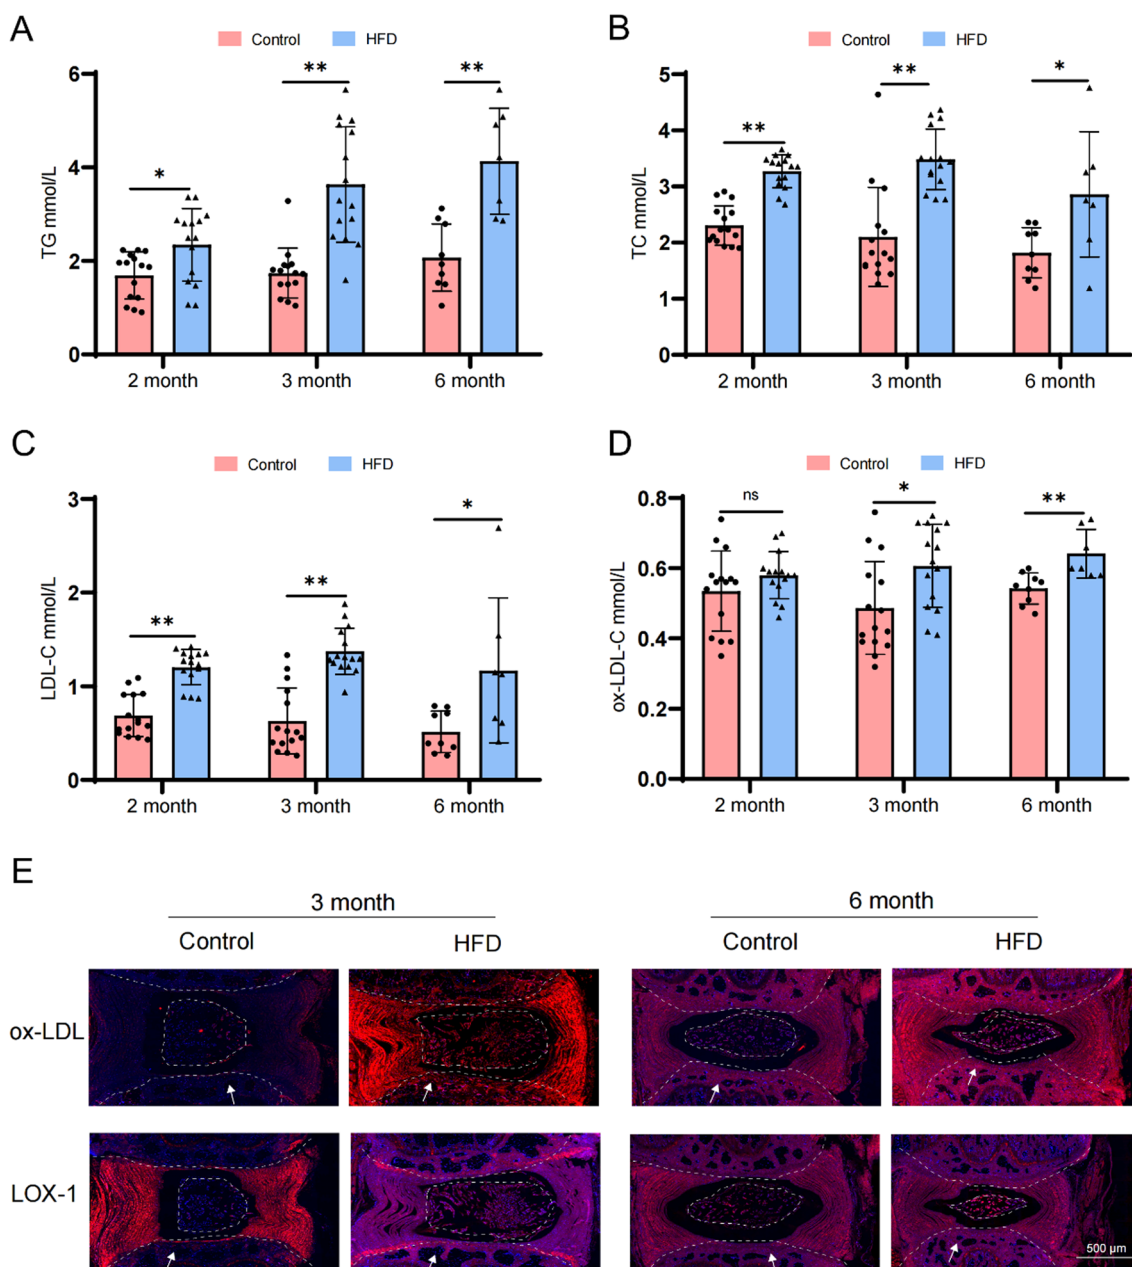 A
B
Control HFD
Control HFD
TG mmol/L
6
4
2
0
*
**
**
2 month 3 month 6 month
TC mmol/L
5
4
3
2
1
0
**
**
*
2 month 3 month 6 month
C
D
Control HFD
Control HFD
LDL-C mmol/L
3
2
1
0
**
**
*
2 month 3 month 6 month
ox-LDL-C mmol/L
0.8
0.6
0.4
0.2
0.0
ns
*
**
2 month 3 month 6 month
E
3 month 6 month
Control HFD Control HFD
ox-LDL
LOX-1
500 µm